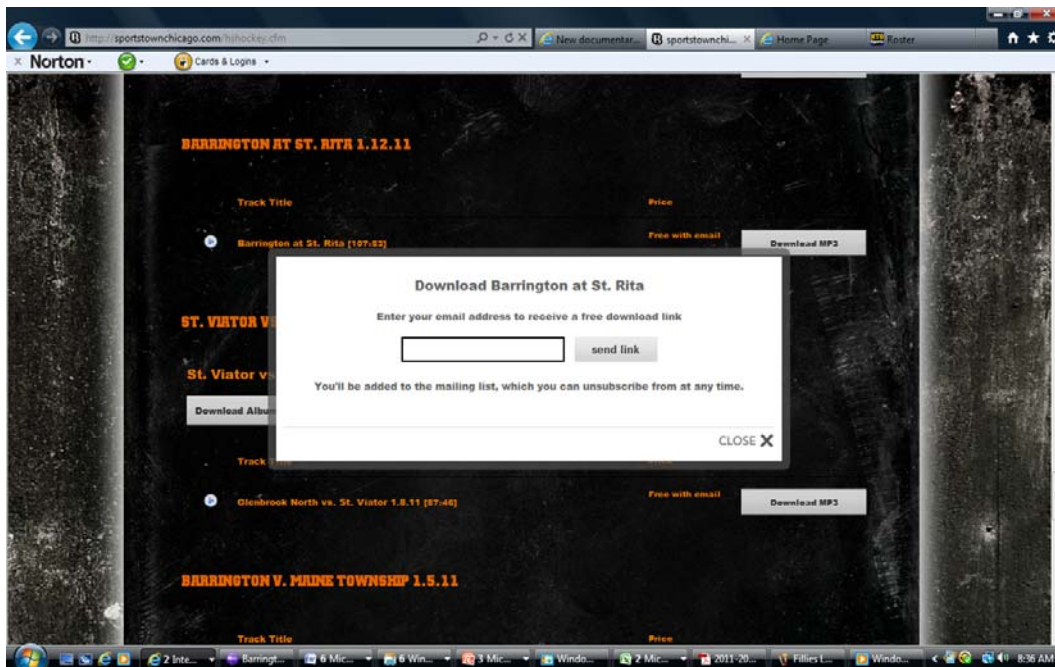 http://sportstownchicago.com/hshockey.cfm
New documentar...
sportstownchi...
Home Page
Roster
Norton
Cards & Logins
BARRINGTON AT ST. RITA 1.12.11
Track Title Price
Barrington at St. Rita [107:53] Free with email Download MP3
Download Barrington at St. Rita
Enter your email address to receive a free download link
send link
You'll be added to the mailing list, which you can unsubscribe from at any time.
CLOSE X
ST. VIATOR V
St. Viator vs
Download Album
Track Title
Glenbrook North vs. St. Viator 1.8.11 [87:46] Free with email Download MP3
BARRINGTON V. MAINE TOWNSHIP 1.5.11
Track Title Price
2 Inte... Barringt... 6 Mic... 6 Win... 3 Mic... Windo... 2 Mic... 2011-20... Fillies L... Windo... 8:36 AM